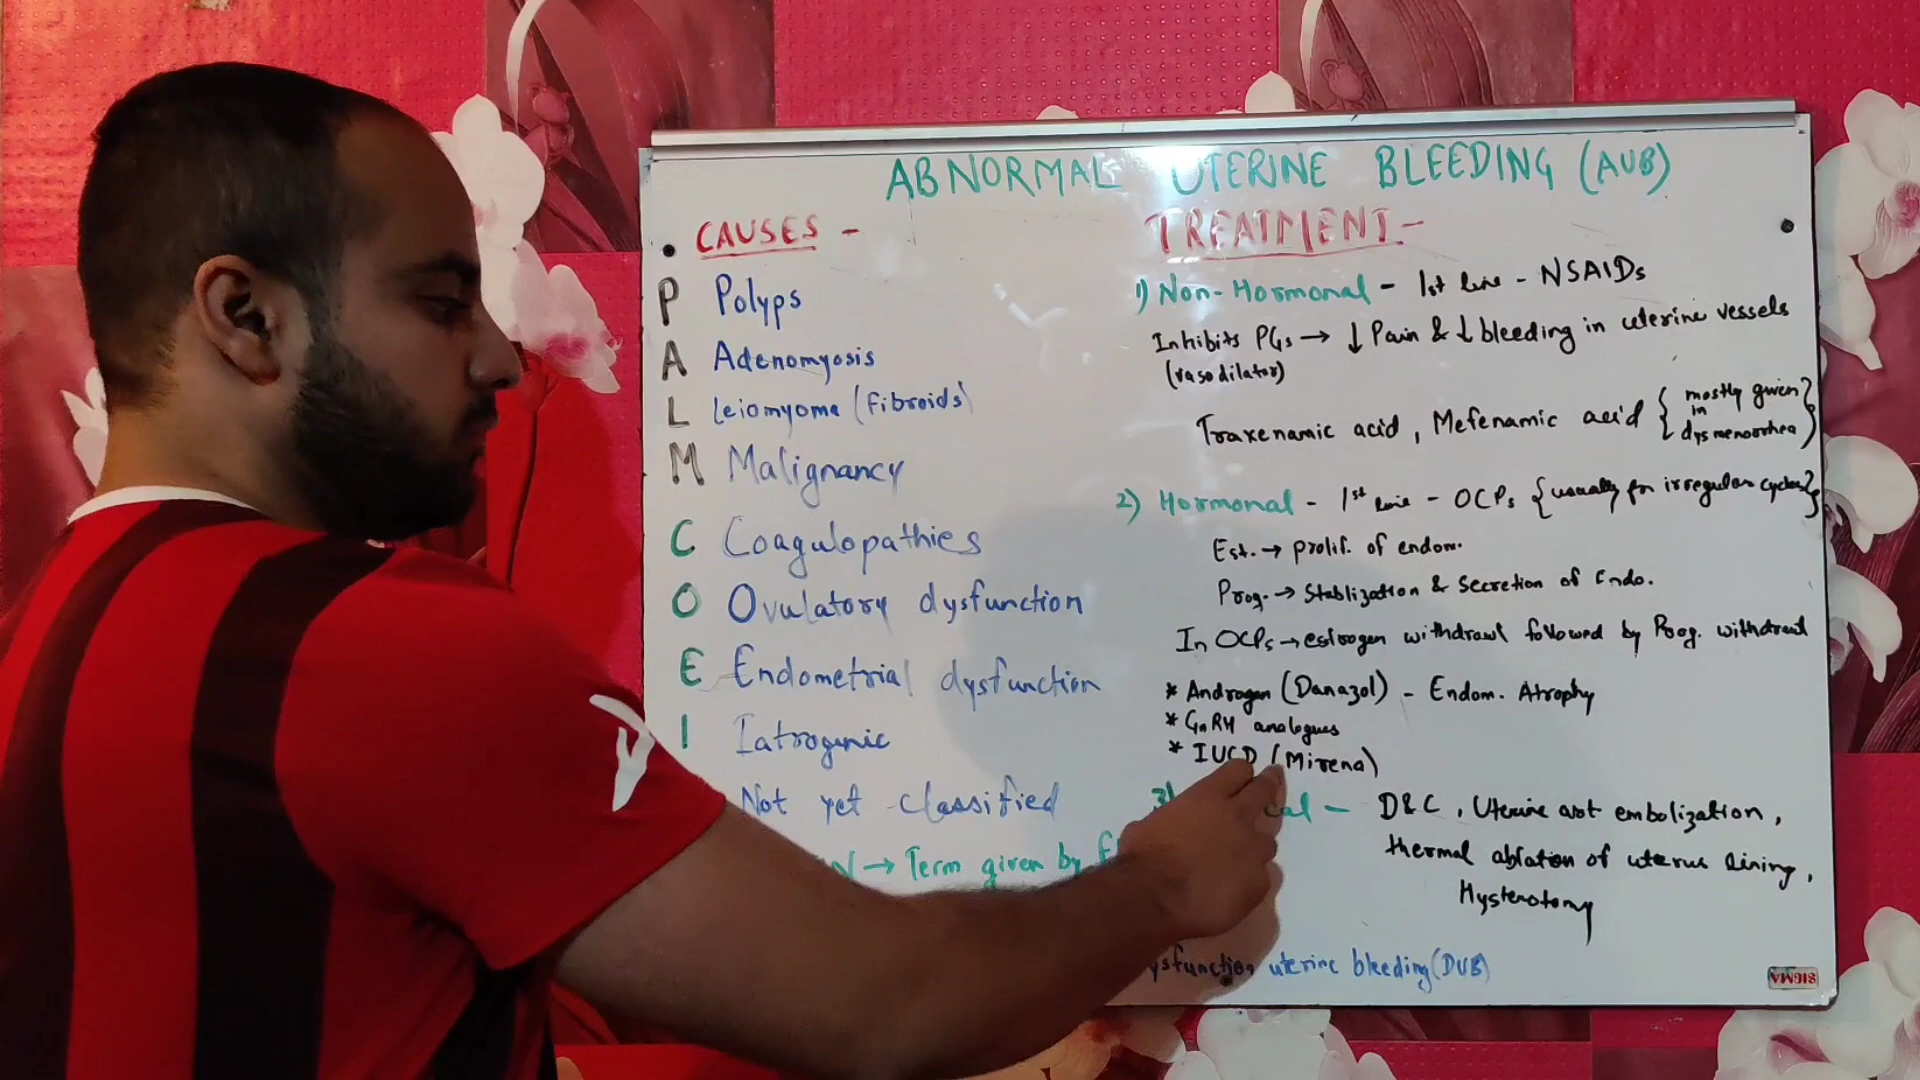 ABNORMAL UTERINE BLEEDING (AUB)
• CAUSES -
P Polyps
A Adenomyosis
L Leiomyoma (Fibroids)
M Malignancy
C Coagulopathies
O Ovulatory dysfunction
E Endometrial dysfunction
I Iatrogenic
Not yet classified
N → Term given by
TREATMENT -
1) Non-Hormonal - 1st line - NSAIDs
Inhibits PGs → ↓ Pain & ↓ bleeding in uterine vessels
(vasodilator)
Traxenamic acid, Mefenamic acid { mostly given in dysmenorrhea }
2) Hormonal - 1st line - OCPs { usually for irregular cycles }
Est. → prolif. of endom.
Prog. → Stablization & Secretion of Endo.
In OCPs → estrogen withdrawl followed by Prog. withdrawl
* Androgen (Danazol) - Endom. Atrophy
* GnRH analogues
* IUCD (Mirena)
3) cal - D&C, Uterine art embolization,
thermal ablation of uterus lining,
Hysterotomy
ysfunction uterine bleeding (DUB)
SIGMA